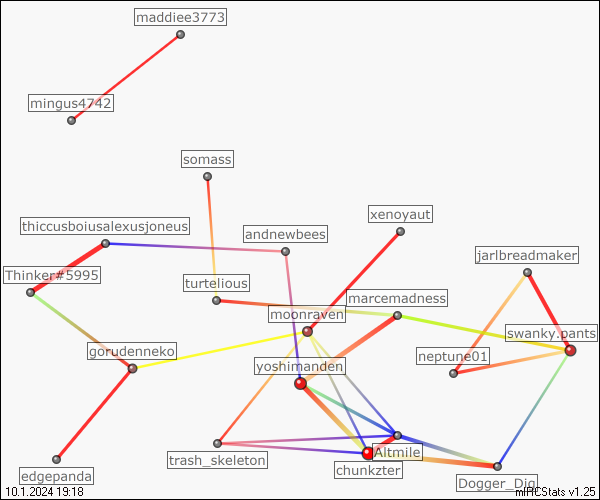 maddiee3773
mingus4742
somass
xenoyaut
thiccusboiusalexusjoneus
andnewbees
jarlbreadmaker
Thinker#5995
turtelious
marcemadness
moonraven
swanky.pants
gorudenneko
neptune01
yoshimanden
Altmile
trash_skeleton
chunkzter
edgepanda
Dogger_Dig
10.1.2024 19:18
mIRCStats v1.25